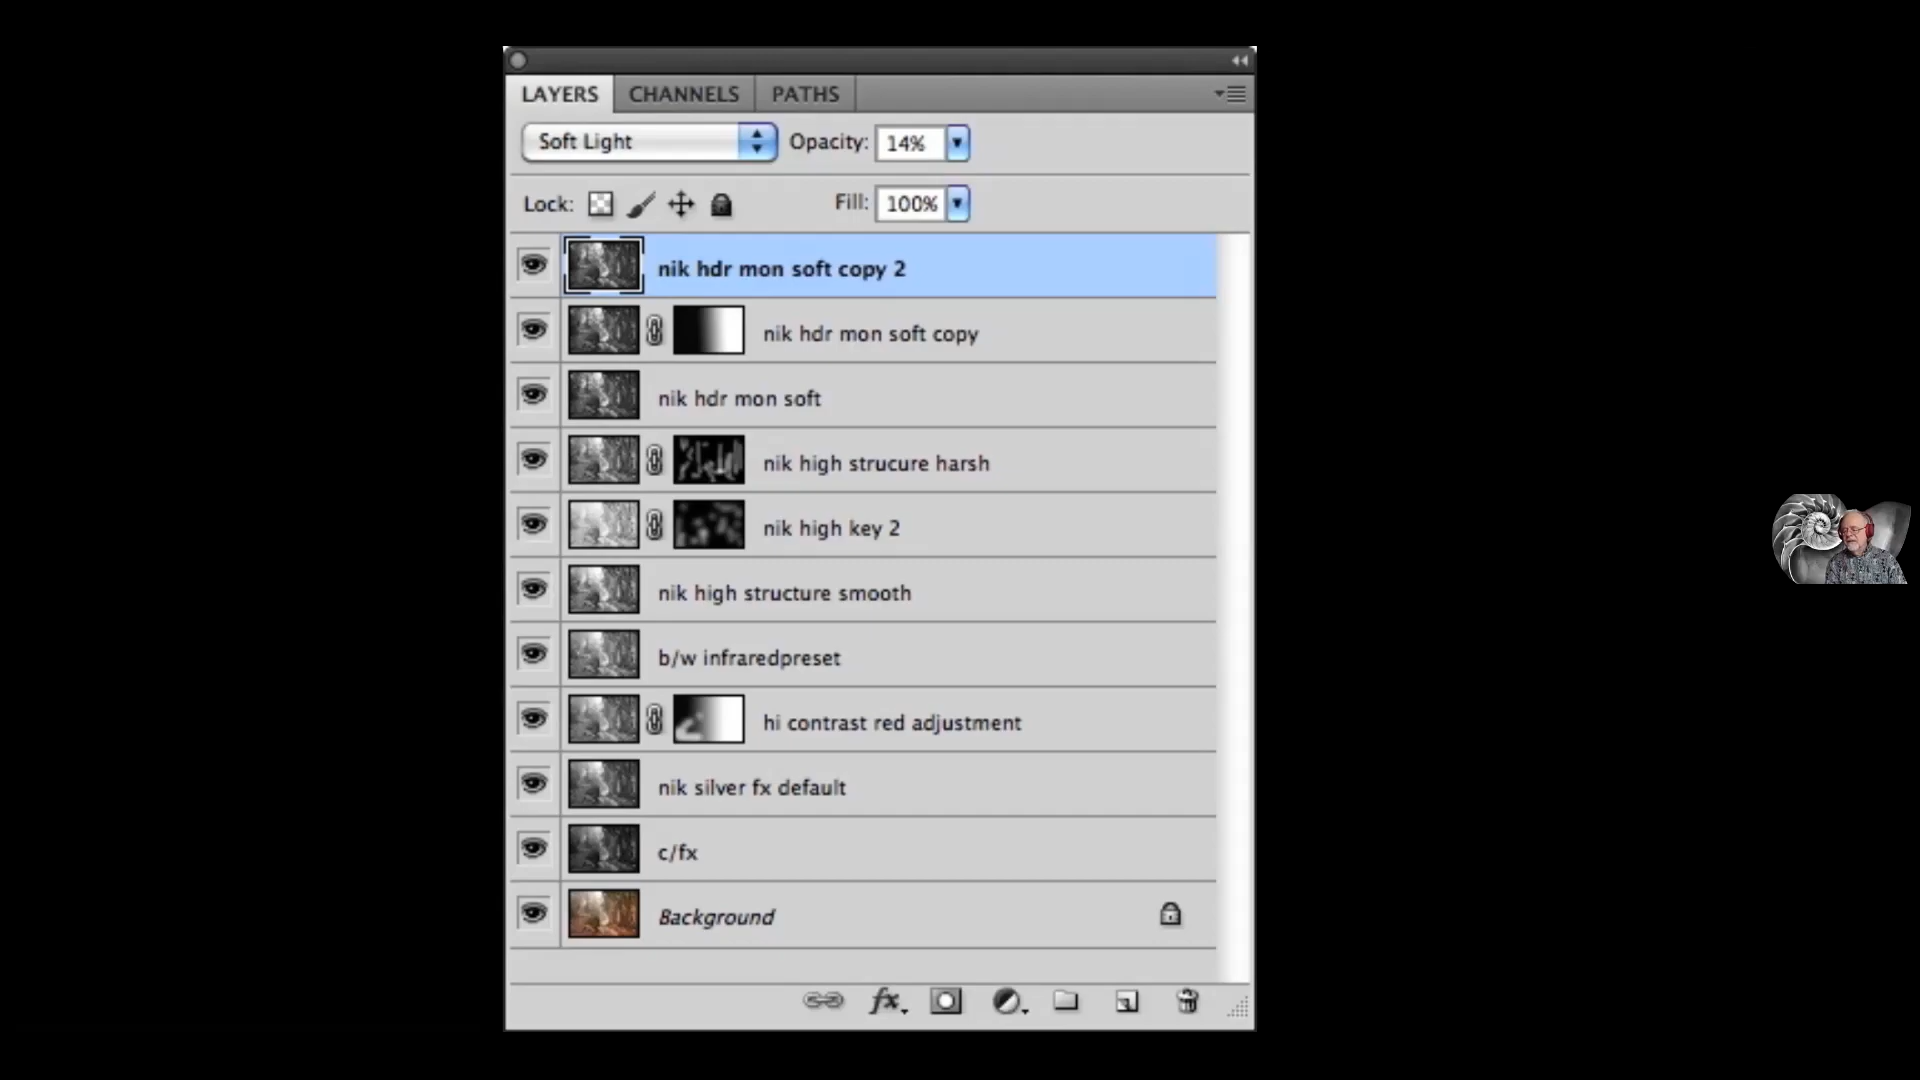 LAYERS CHANNELS PATHS
Soft Light Opacity: 14%
Lock: Fill: 100%
nik hdr mon soft copy 2
nik hdr mon soft copy
nik hdr mon soft
nik high strucure harsh
nik high key 2
nik high structure smooth
b/w infraredpreset
hi contrast red adjustment
nik silver fx default
c/fx
Background
fx